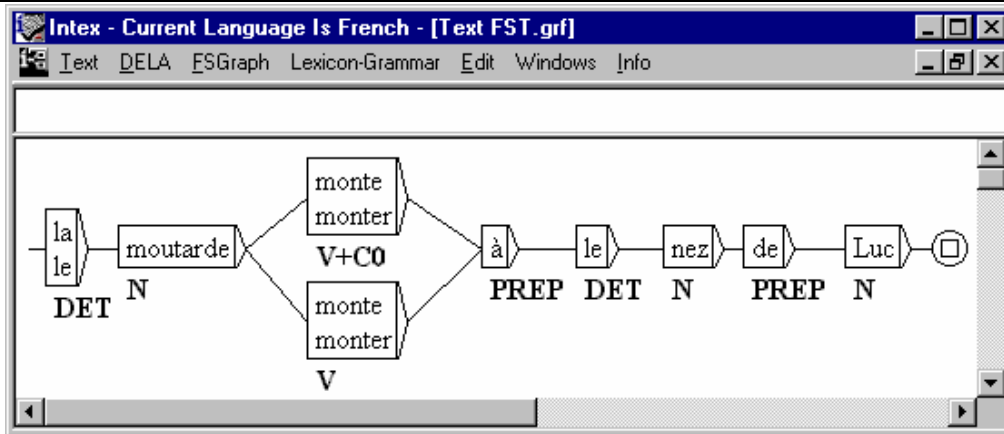 Intex - Current Language Is French - [Text FST.grf]
Text DELA FSGraph Lexicon-Grammar Edit Windows Info
la
le
DET
moutarde
N
monte
monter
V+C0
monte
monter
V
à
PREP
le
DET
nez
N
de
PREP
Luc
N